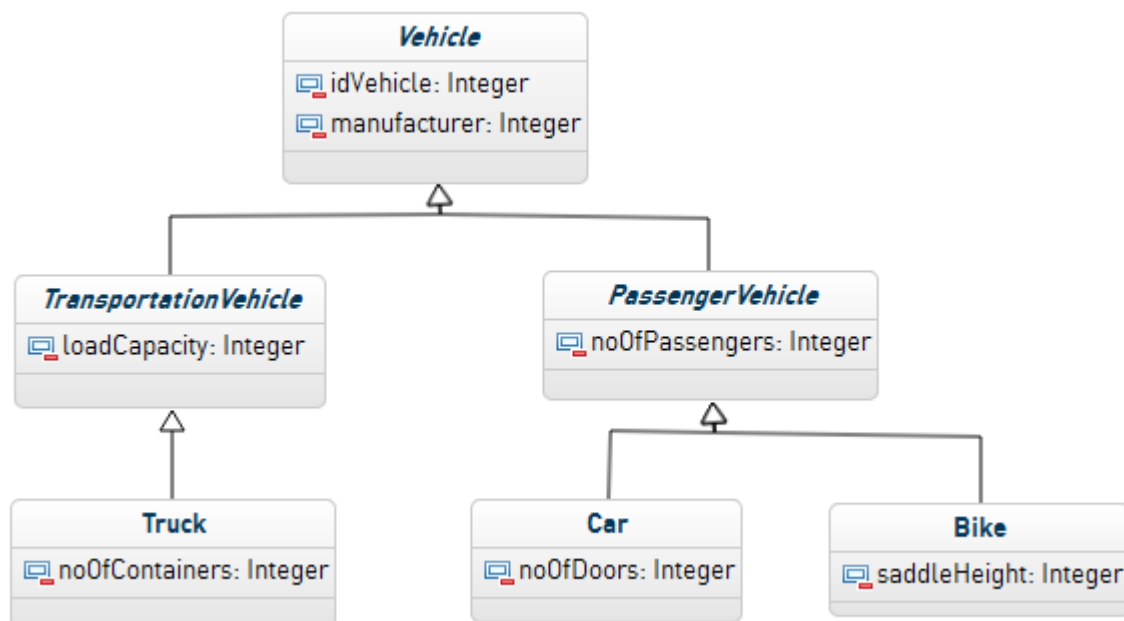 Vehicle
idVehicle: Integer
manufacturer: Integer
TransportationVehicle
loadCapacity: Integer
PassengerVehicle
noOfPassengers: Integer
Truck
noOfContainers: Integer
Car
noOfDoors: Integer
Bike
saddleHeight: Integer